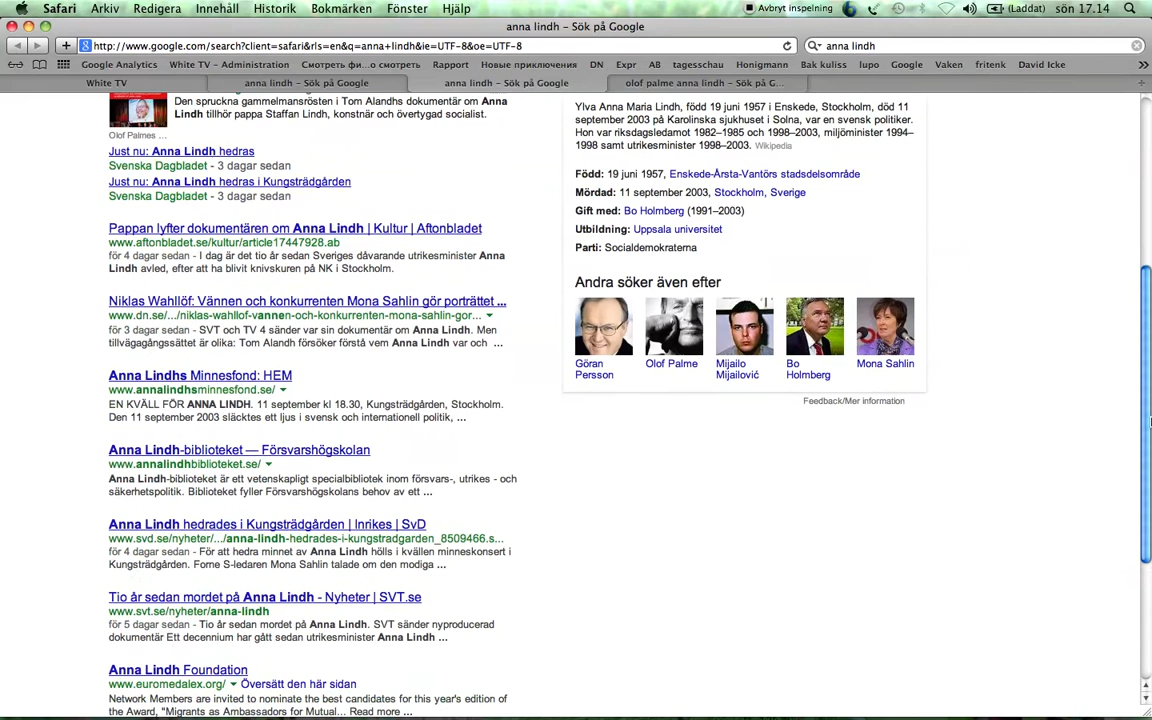 Safari Arkiv Redigera Innehåll Historik Bokmärken Fönster Hjälp Avbryt inspelning (Laddat) sön 17.14
anna lindh – Sök på Google
http://www.google.com/search?client=safari&rls=en&q=anna+lindh&ie=UTF-8&oe=UTF-8 anna lindh
Google Analytics White TV – Administration Смотреть фи...о смотреть Rapport Новые приключения DN Expr AB tagesschau Honigmann Bak kuliss lupo Google Vaken fritenk David Icke
White TV anna lindh – Sök på Google anna lindh – Sök på Google olof palme anna lindh – Sök på G...
Den spruckna gammelmansrösten i Tom Alandhs dokumentär om Anna
Lindh tillhör pappa Staffan Lindh, konstnär och övertygad socialist.
Olof Palmes ...
Just nu: Anna Lindh hedras
Svenska Dagbladet - 3 dagar sedan
Just nu: Anna Lindh hedras i Kungsträdgården
Svenska Dagbladet - 3 dagar sedan
Pappan lyfter dokumentären om Anna Lindh | Kultur | Aftonbladet
www.aftonbladet.se/kultur/article17447928.ab
för 4 dagar sedan - I dag är det tio år sedan Sveriges dåvarande utrikesminister Anna
Lindh avled, efter att ha blivit knivskuren på NK i Stockholm.
Niklas Wahllöf: Vännen och konkurrenten Mona Sahlin gör porträttet ...
www.dn.se/.../niklas-wahllof-vannen-och-konkurrenten-mona-sahlin-gor...
för 3 dagar sedan - SVT och TV 4 sänder var sin dokumentär om Anna Lindh. Men
tillvägagångssättet är olika: Tom Alandh försöker förstå vem Anna Lindh var och ...
Anna Lindhs Minnesfond: HEM
www.annalindhsminnesfond.se/
EN KVÄLL FÖR ANNA LINDH. 11 september kl 18.30, Kungsträdgården, Stockholm.
Den 11 september 2003 släcktes ett ljus i svensk och internationell politik, ...
Anna Lindh-biblioteket — Försvarshögskolan
www.annalindhbiblioteket.se/
Anna Lindh-biblioteket är ett vetenskapligt specialbibliotek inom försvars-, utrikes - och
säkerhetspolitik. Biblioteket fyller Försvarshögskolans behov av ett ...
Anna Lindh hedrades i Kungsträdgården | Inrikes | SvD
www.svd.se/nyheter/.../anna-lindh-hedrades-i-kungstradgarden_8509466.s...
för 4 dagar sedan - För att hedra minnet av Anna Lindh hölls i kvällen minneskonsert i
Kungsträdgården. Forne S-ledaren Mona Sahlin talade om den modiga ...
Tio år sedan mordet på Anna Lindh - Nyheter | SVT.se
www.svt.se/nyheter/anna-lindh
för 5 dagar sedan - Tio år sedan mordet på Anna Lindh. SVT sänder nyproducerad
dokumentär Ett decennium har gått sedan utrikesminister Anna Lindh ...
Anna Lindh Foundation
www.euromedalex.org/ Översätt den här sidan
Network Members are invited to nominate the best candidates for this year's edition of
the Award, "Migrants as Ambassadors for Mutual... Read more ...
Ylva Anna Maria Lindh, född 19 juni 1957 i Enskede, Stockholm, död 11
september 2003 på Karolinska sjukhuset i Solna, var en svensk politiker.
Hon var riksdagsledamot 1982–1985 och 1998–2003, miljöminister 1994–
1998 samt utrikesminister 1998–2003. Wikipedia
Född: 19 juni 1957, Enskede-Årsta-Vantörs stadsdelsområde
Mördad: 11 september 2003, Stockholm, Sverige
Gift med: Bo Holmberg (1991–2003)
Utbildning: Uppsala universitet
Parti: Socialdemokraterna
Andra söker även efter
Göran Persson
Olof Palme
Mijailo Mijailović
Bo Holmberg
Mona Sahlin
Feedback/Mer information